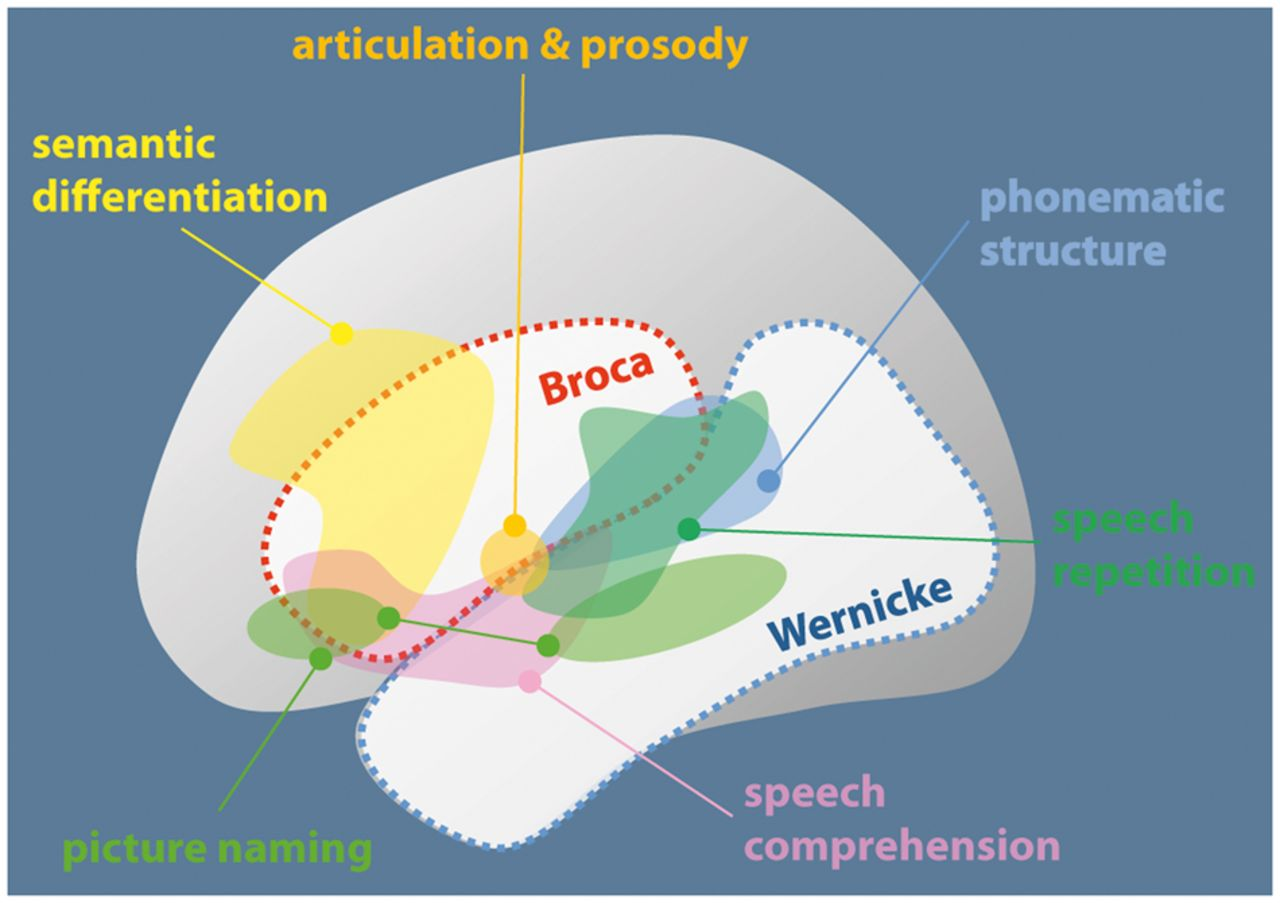 articulation & prosody
semantic
differentiation
phonematic
structure
Broca
speech
repetition
Wernicke
speech
comprehension
picture naming